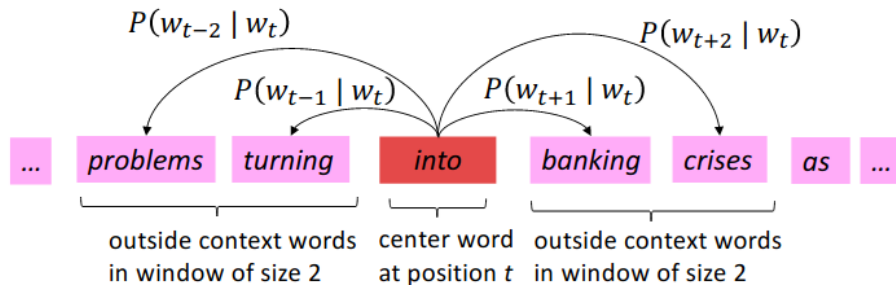 P(w_{t-2} | w_t)
P(w_{t+2} | w_t)
P(w_{t-1} | w_t)
P(w_{t+1} | w_t)
... problems turning into banking crises as ...
outside context words
in window of size 2
center word
at position t
outside context words
in window of size 2